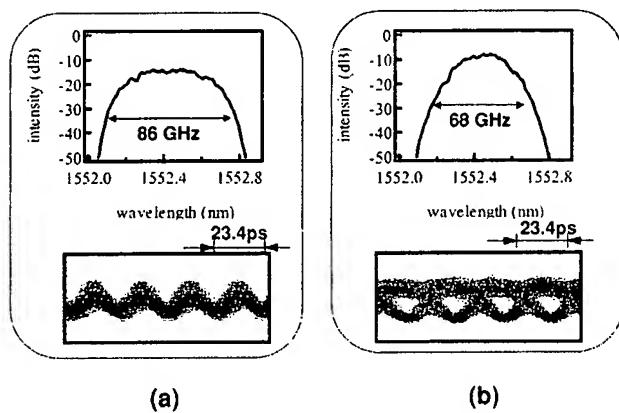 0
-10
-20
-30
-40
-50
intensity (dB)
86 GHz
1552.0 1552.4 1552.8
wavelength (nm)
23.4ps
(a)
0
-10
-20
-30
-40
-50
intensity (dB)
68 GHz
1552.0 1552.4 1552.8
wavelength (nm)
23.4ps
(b)